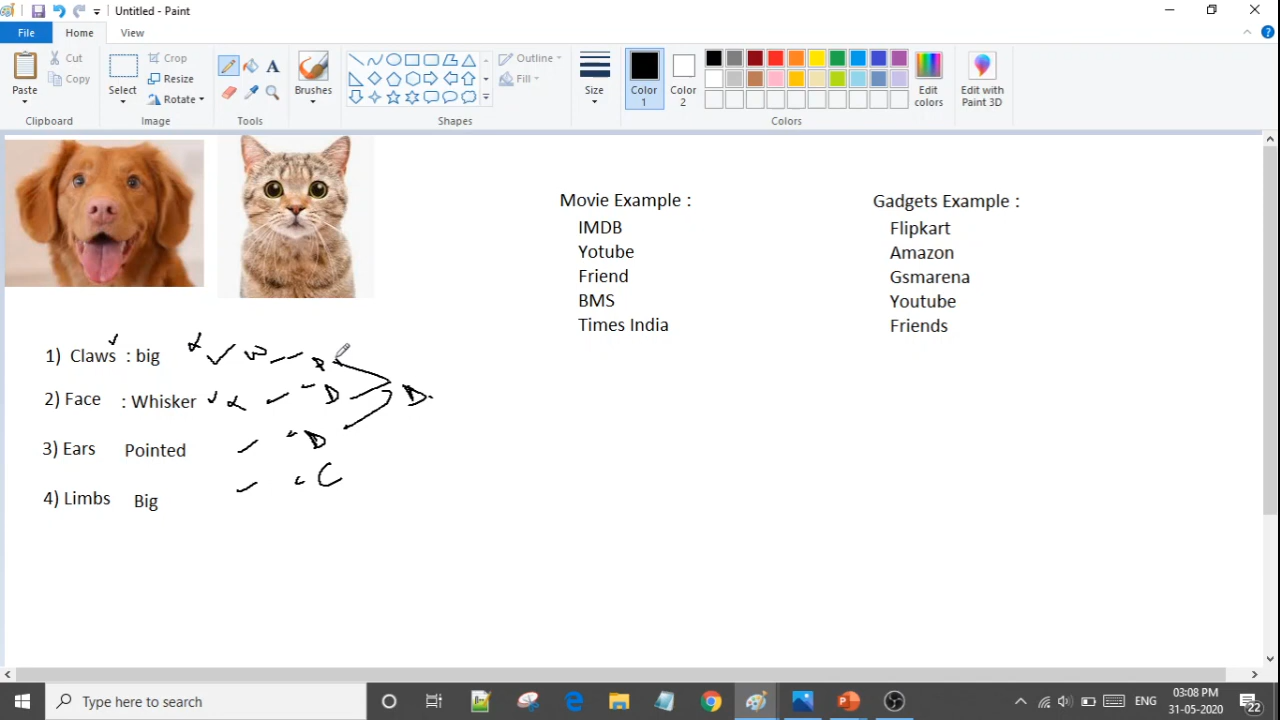 Untitled - Paint
File Home View
Cut
Copy
Paste
Clipboard
Crop
Resize
Rotate
Select
Image
Tools
Brushes
Outline
Fill
Shapes
Size
Color 1
Color 2
Edit colors
Colors
Edit with Paint 3D
Movie Example :
IMDB
Yotube
Friend
BMS
Times India
Gadgets Example :
Flipkart
Amazon
Gsmarena
Youtube
Friends
1) Claws : big
2) Face : Whisker D D.
3) Ears Pointed D
4) Limbs Big C
Type here to search
ENG
03:08 PM
31-05-2020
22